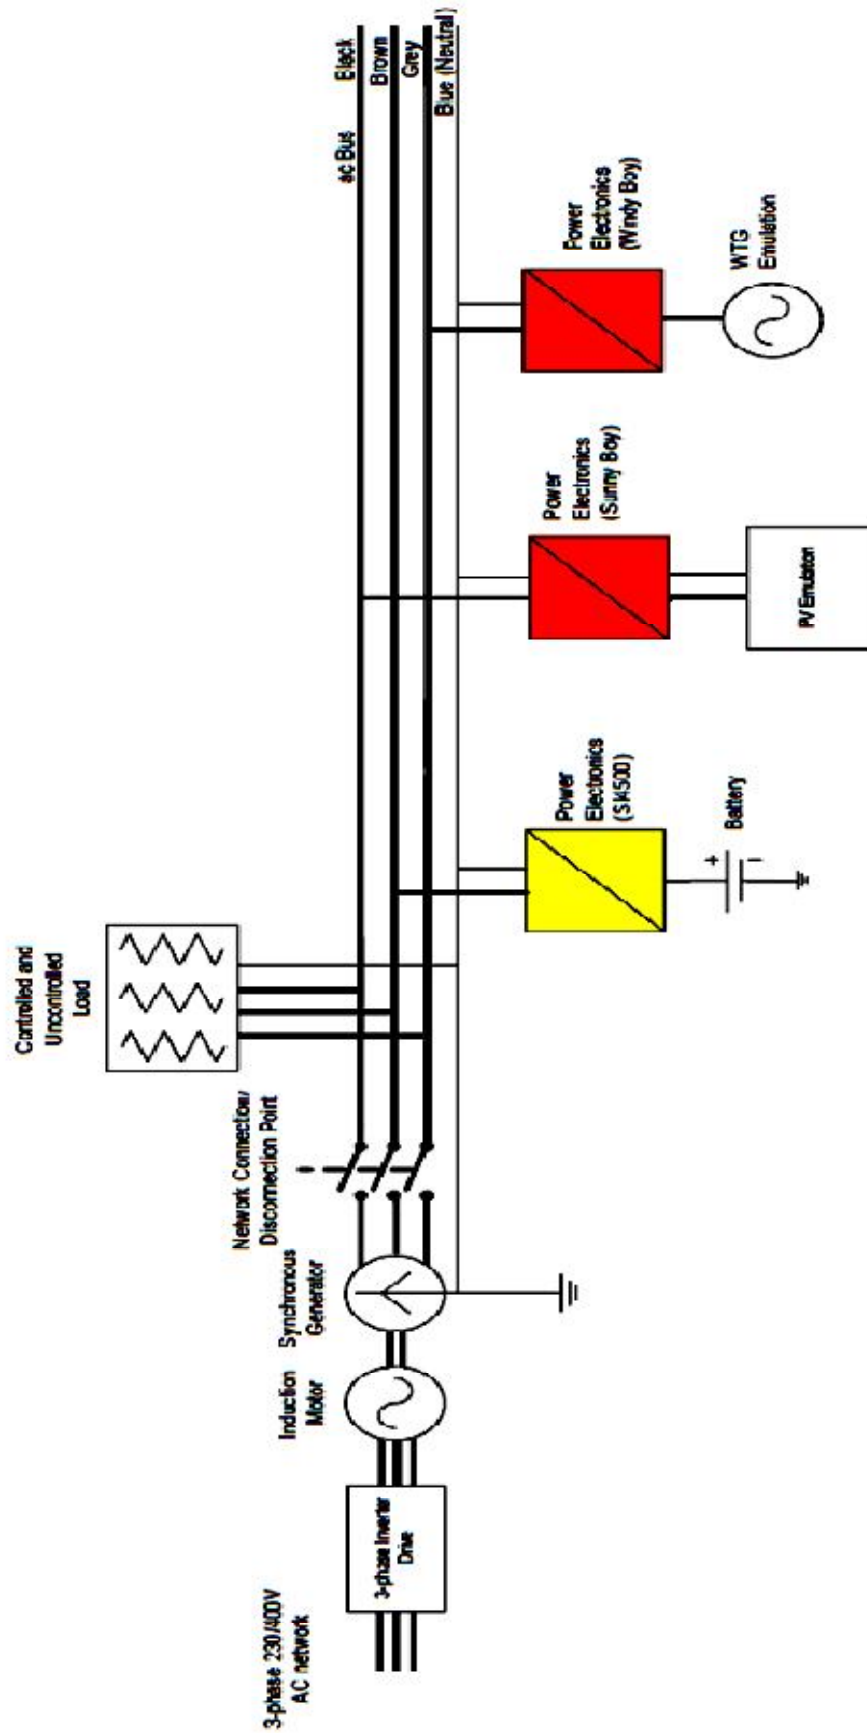 3-phase 230/400V
AC network
3-phase Inverter
Drive
Induction
Motor
Synchronous
Generator
Network Connection/
Disconnection Point
Controlled and
Uncontrolled
Load
ac Bus
Black
Brown
Grey
Blue (Neutral)
Power
Electronics
(SI4500)
+
-
Battery
Power
Electronics
(Sunny Boy)
PV Emulation
Power
Electronics
(Windy Boy)
WTG
Emulation